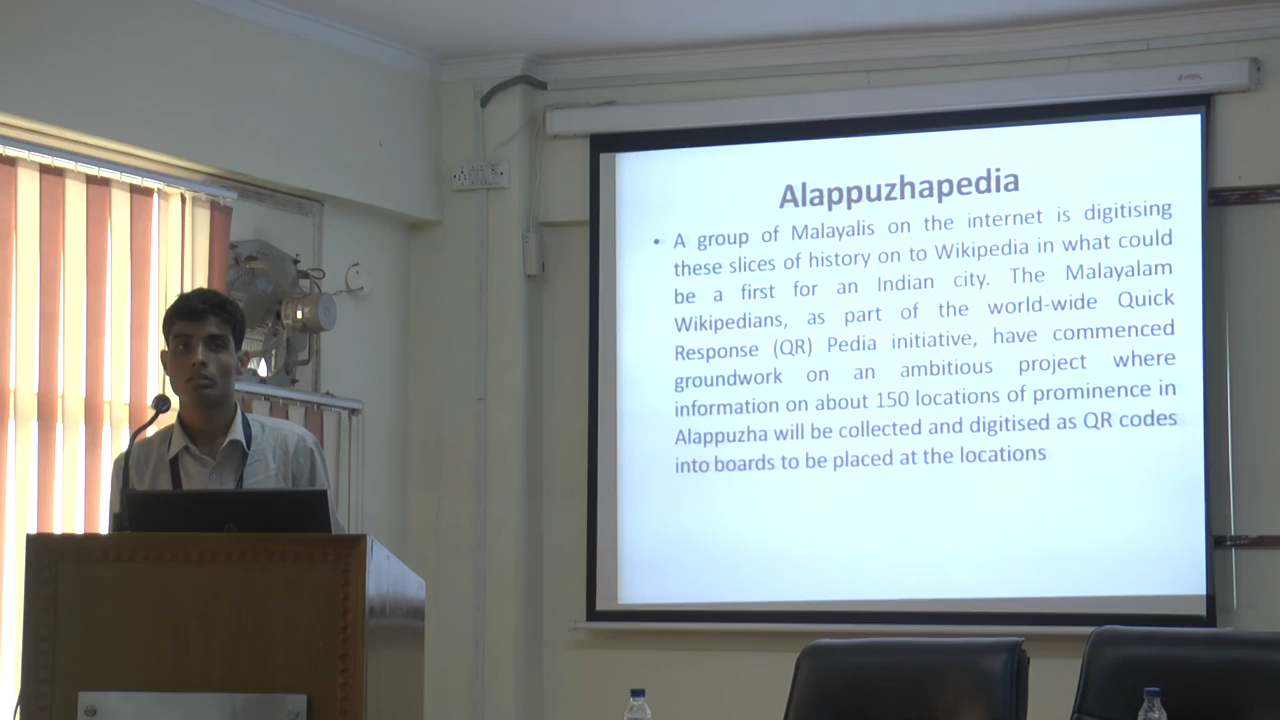 Alappuzhapedia
• A group of Malayalis on the internet is digitising
these slices of history on to Wikipedia in what could
be a first for an Indian city. The Malayalam
Wikipedians, as part of the world-wide Quick
Response (QR) Pedia initiative, have commenced
groundwork on an ambitious project where
information on about 150 locations of prominence in
Alappuzha will be collected and digitised as QR codes
into boards to be placed at the locations